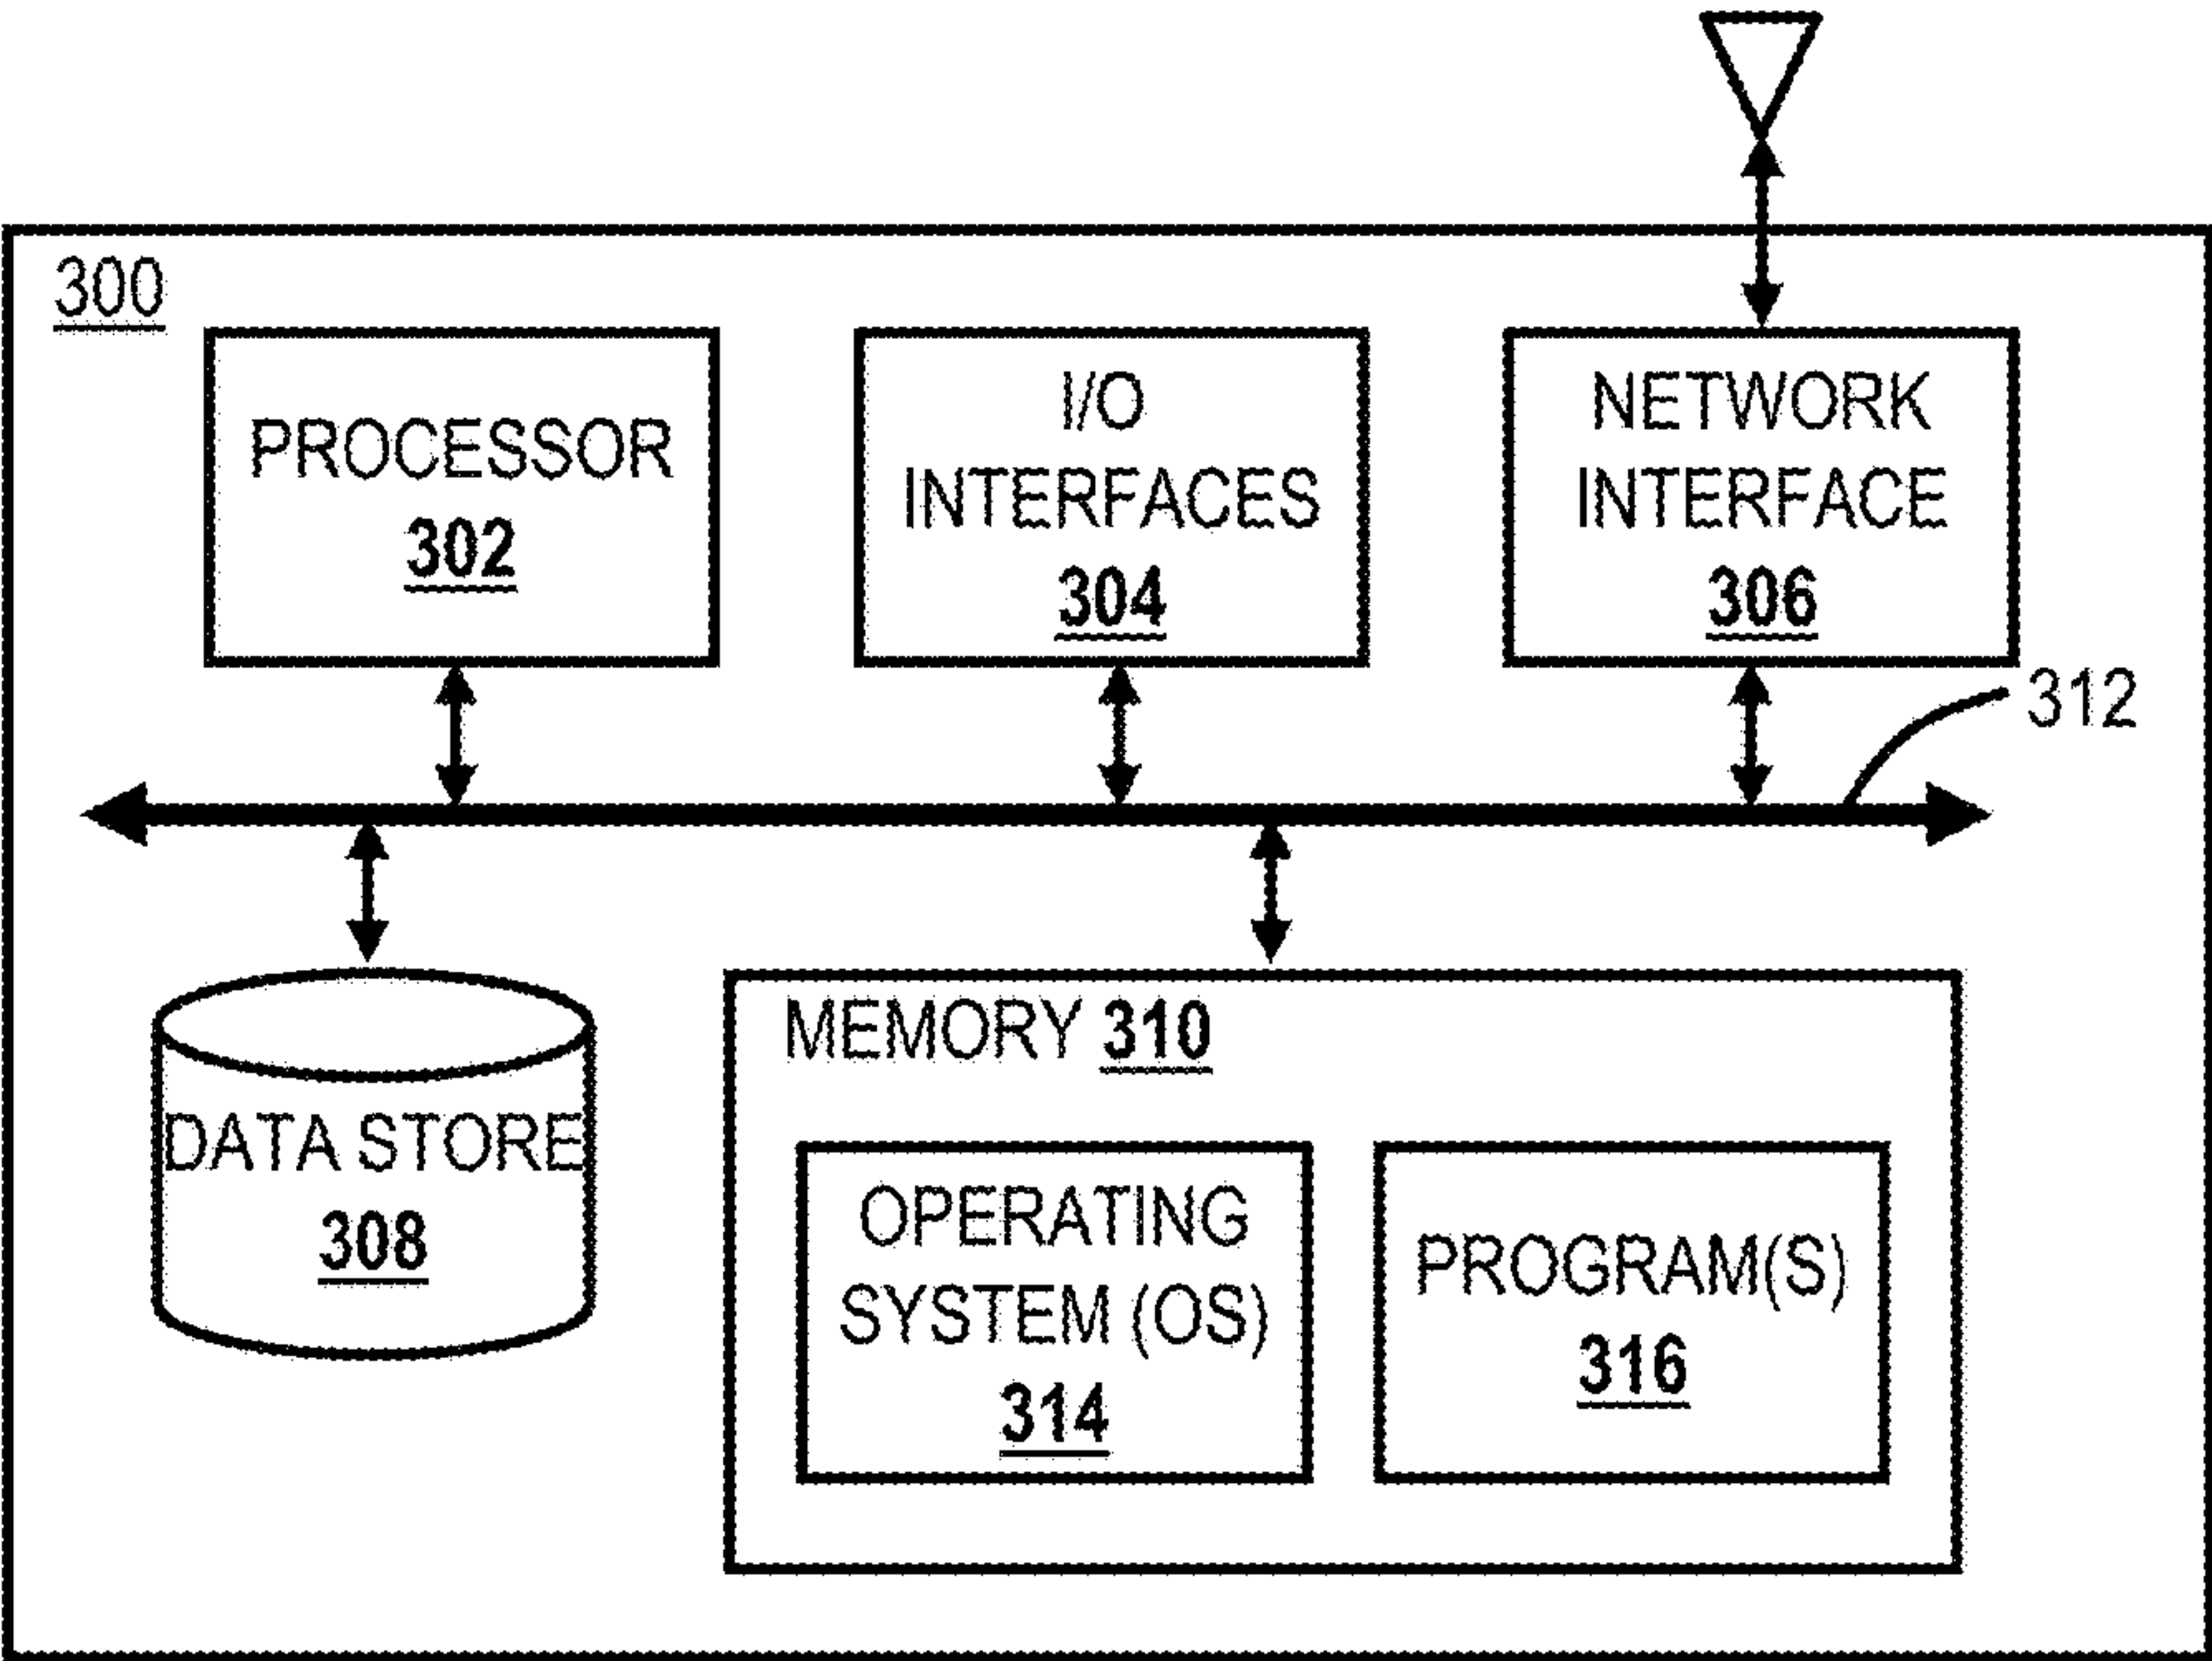 300
PROCESSOR
302
I/O
INTERFACES
304
NETWORK
INTERFACE
306
312
DATA STORE
308
MEMORY 310
OPERATING
SYSTEM (OS)
314
PROGRAM(S)
316